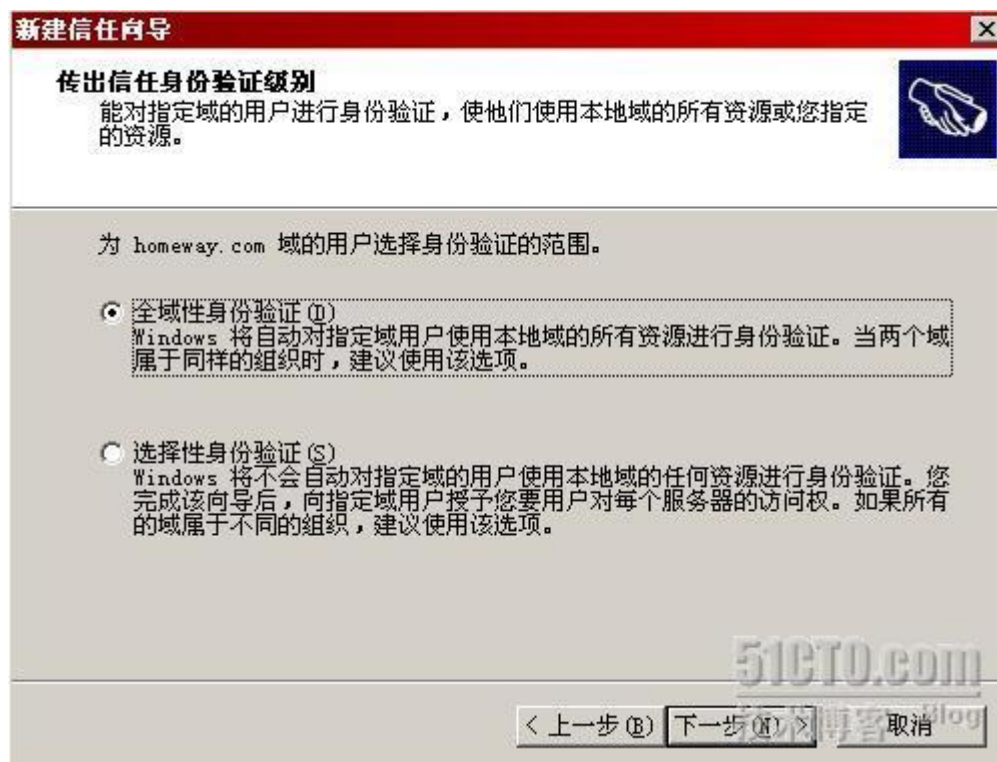 新建信任向导
传出信任身份验证级别
能对指定域的用户进行身份验证，使他们使用本地域的所有资源或您指定
的资源。
为 homeway.com 域的用户选择身份验证的范围。
全域性身份验证(D)
Windows 将自动对指定域用户使用本地域的所有资源进行身份验证。当两个域
属于同样的组织时，建议使用该选项。
选择性身份验证(S)
Windows 将不会自动对指定域的用户使用本地域的任何资源进行身份验证。您
完成该向导后，向指定域用户授予您要用户对每个服务器的访问权。如果所有
的域属于不同的组织，建议使用该选项。
51CTO.com
技术博客 Blog
< 上一步(B) 下一步(N) > 取消